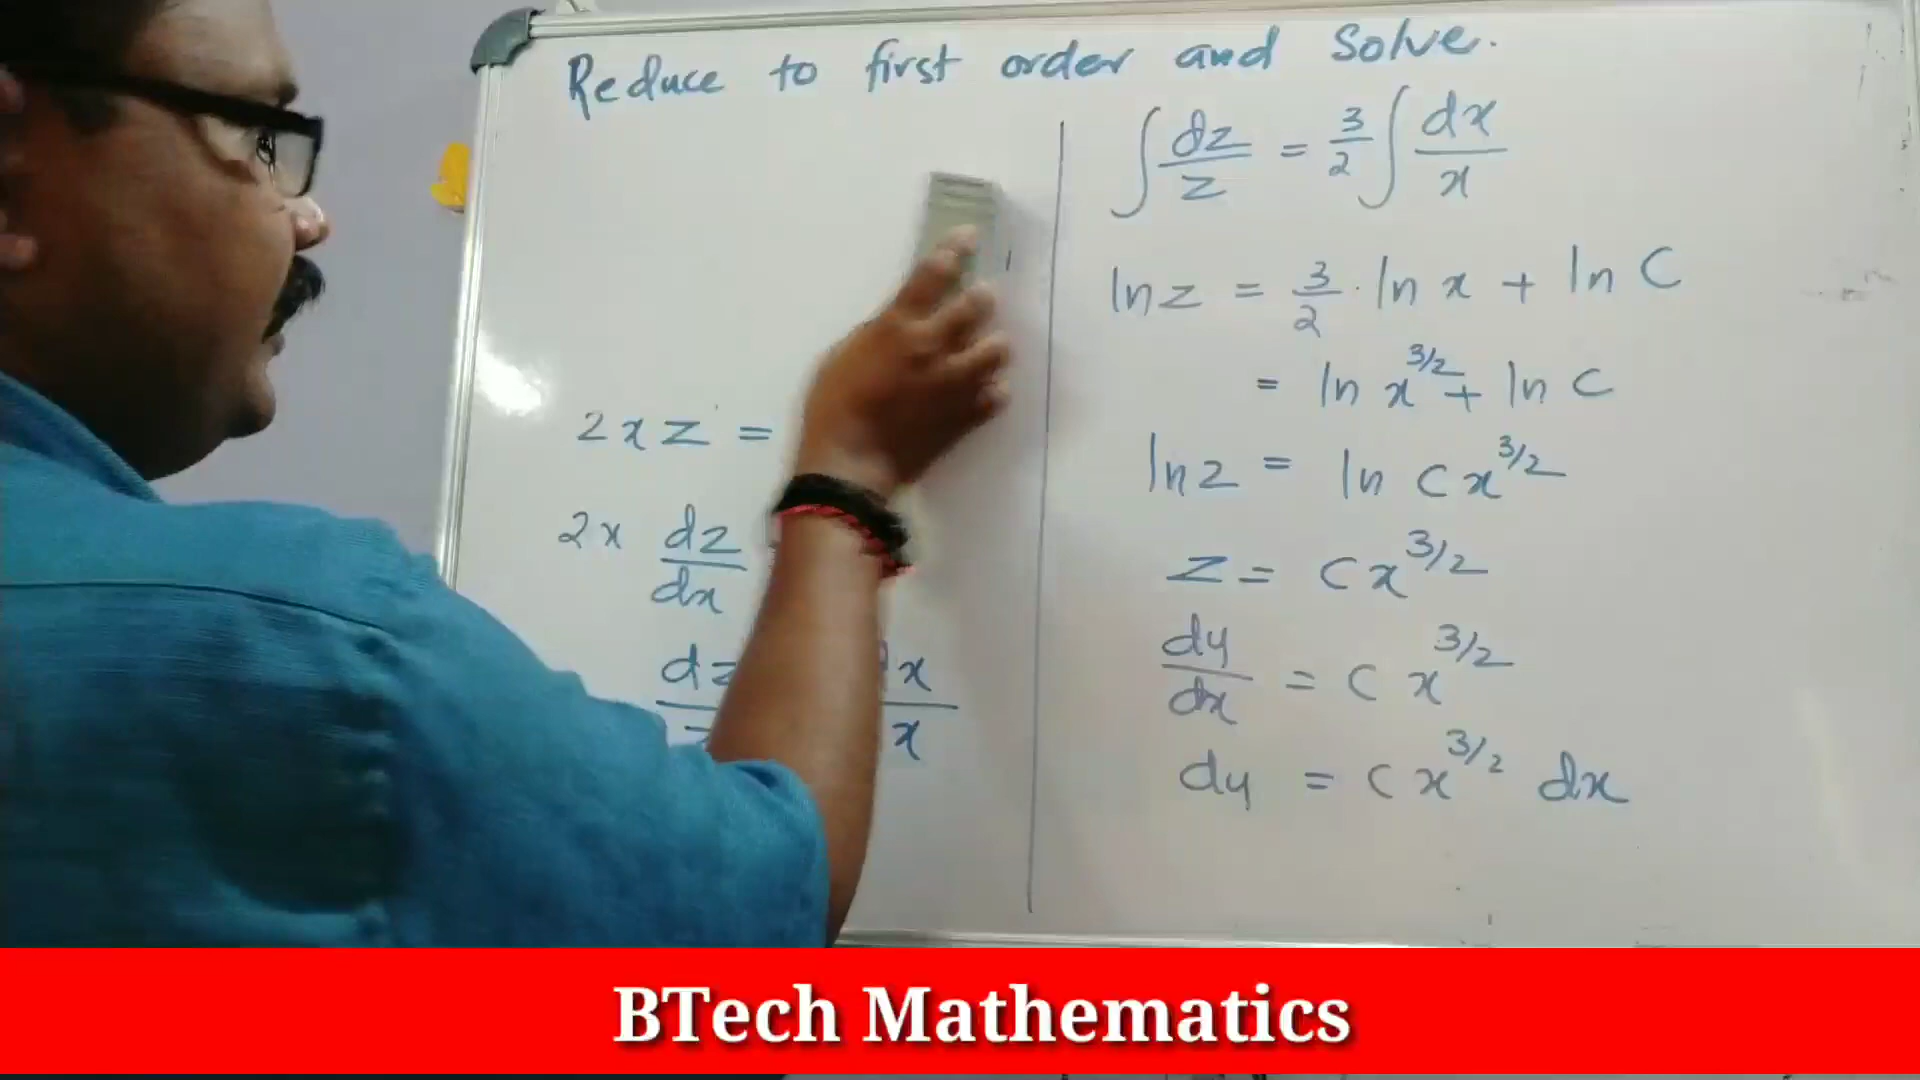 Reduce to first order and Solve.
2xz' =
2x dz/dx
dz
x
x
∫ dz/z = 3/2 ∫ dx/x
ln z = 3/2 · ln x + ln C
= ln x^3/2 + ln C
ln z = ln C x^3/2
z = C x^3/2
dy/dx = C x^3/2
dy = C x^3/2 dx
BTech Mathematics